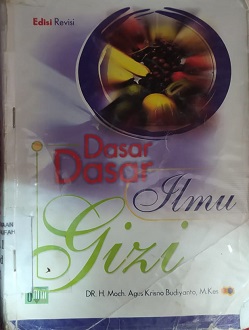 Edisi Revisi
Dasar
Dasar
Ilmu
Gizi
DR. H. Moch. Agus Krisno Budiyanto, M.Kes